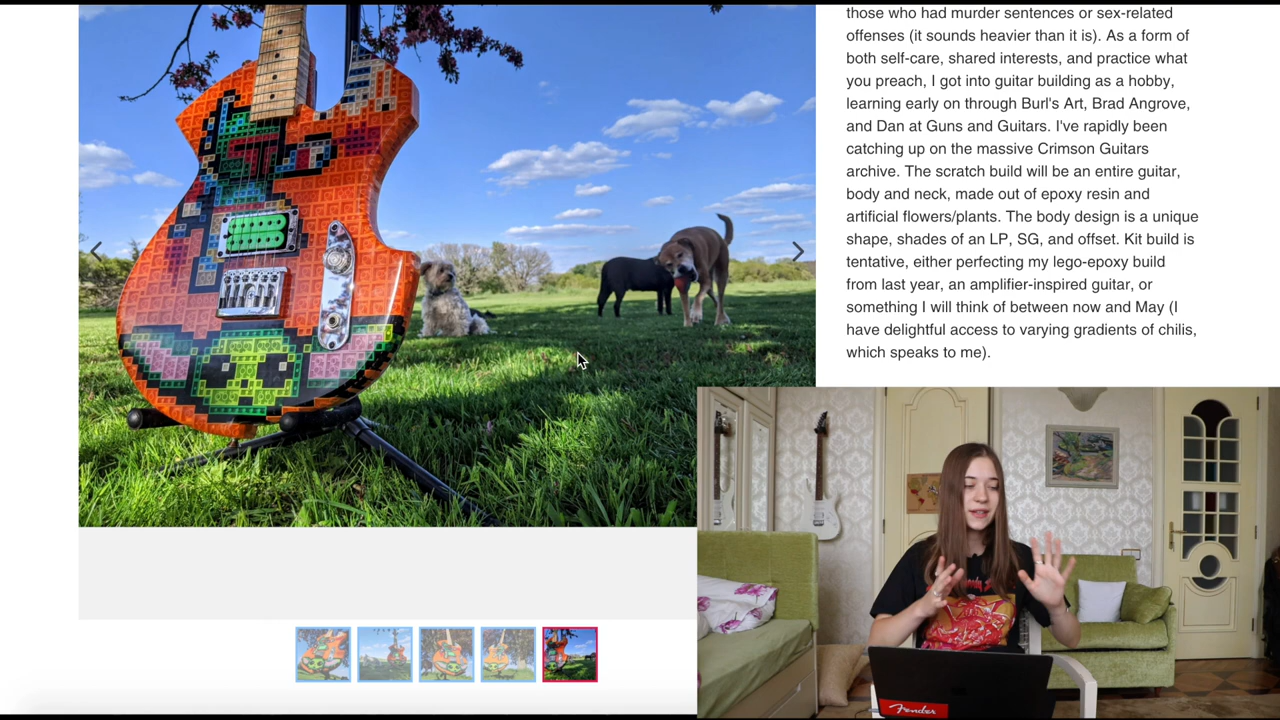 those who had murder sentences or sex-related
offenses (it sounds heavier than it is). As a form of
both self-care, shared interests, and practice what
you preach, I got into guitar building as a hobby,
learning early on through Burl's Art, Brad Angrove,
and Dan at Guns and Guitars. I've rapidly been
catching up on the massive Crimson Guitars
archive. The scratch build will be an entire guitar,
body and neck, made out of epoxy resin and
artificial flowers/plants. The body design is a unique
shape, shades of an LP, SG, and offset. Kit build is
tentative, either perfecting my lego-epoxy build
from last year, an amplifier-inspired guitar, or
something I will think of between now and May (I
have delightful access to varying gradients of chilis,
which speaks to me).
Fender